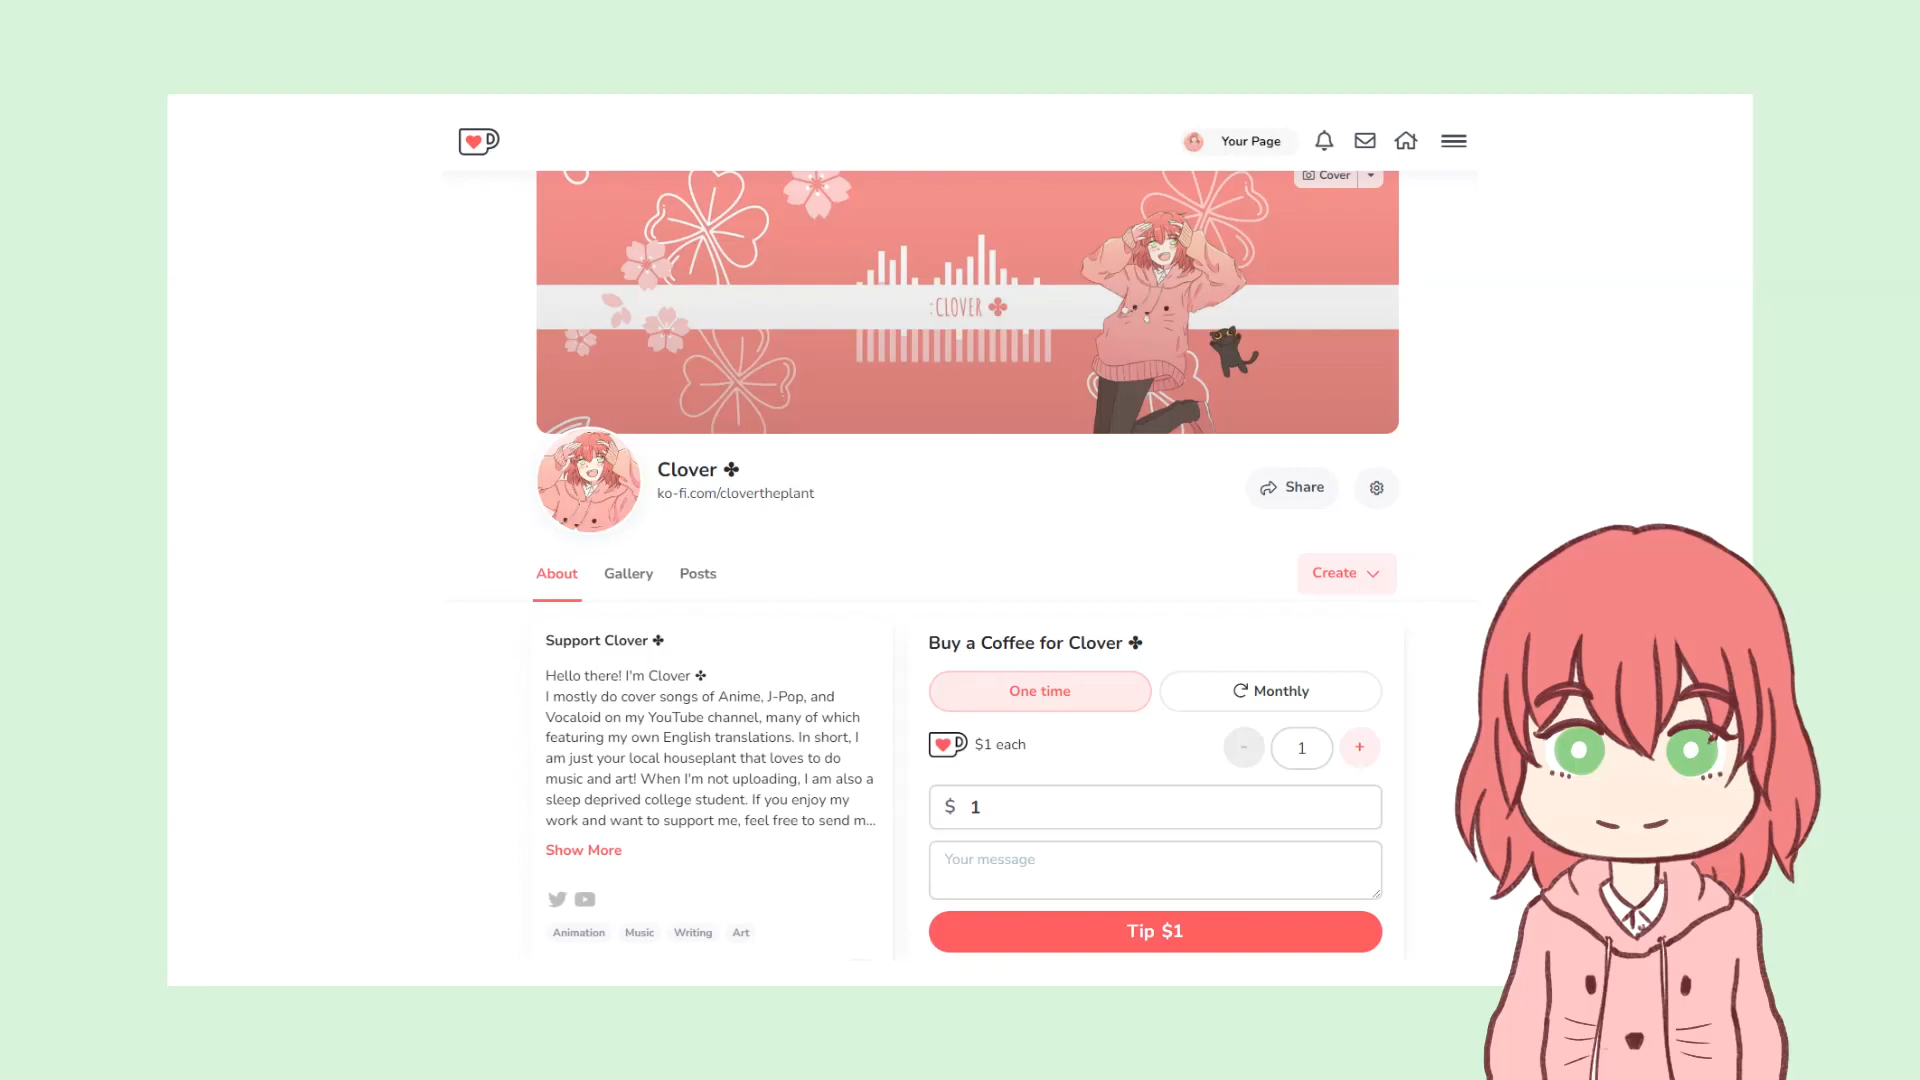 Your Page
Cover
:CLOVER ✤
Clover ✤
ko-fi.com/clovertheplant
Share
About
Gallery
Posts
Create
Support Clover ✤
Hello there! I'm Clover ✤
I mostly do cover songs of Anime, J-Pop, and
Vocaloid on my YouTube channel, many of which
featuring my own English translations. In short, I
am just your local houseplant that loves to do
music and art! When I'm not uploading, I am also a
sleep deprived college student. If you enjoy my
work and want to support me, feel free to send m...
Show More
Animation
Music
Writing
Art
Buy a Coffee for Clover ✤
One time
Monthly
$1 each
-
1
+
$ 1
Your message
Tip $1